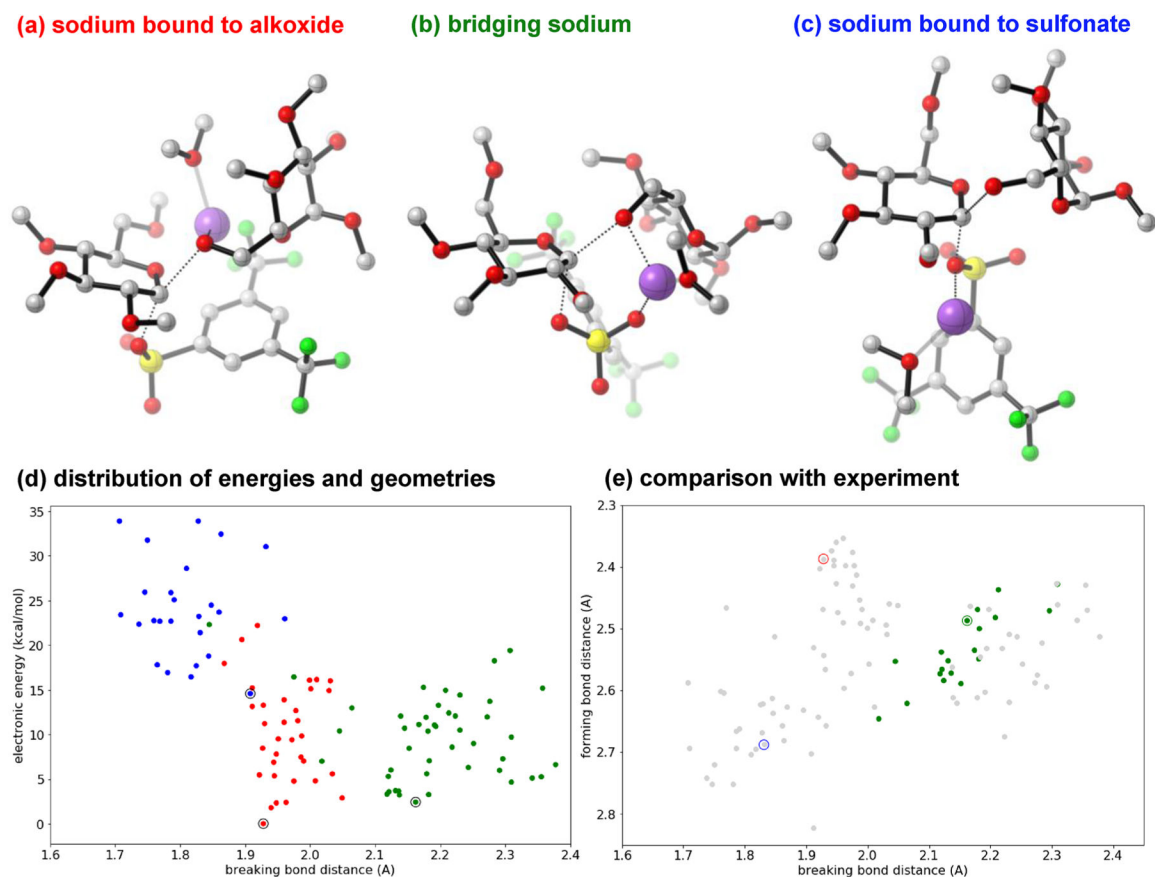 (a) sodium bound to alkoxide
(b) bridging sodium
(c) sodium bound to sulfonate
(d) distribution of energies and geometries
35
30
25
20
15
10
5
0
electronic energy (kcal/mol)
1.6 1.7 1.8 1.9 2.0 2.1 2.2 2.3 2.4
breaking bond distance (A)
(e) comparison with experiment
2.3
2.4
2.5
2.6
2.7
2.8
forming bond distance (A)
1.6 1.7 1.8 1.9 2.0 2.1 2.2 2.3 2.4
breaking bond distance (A)